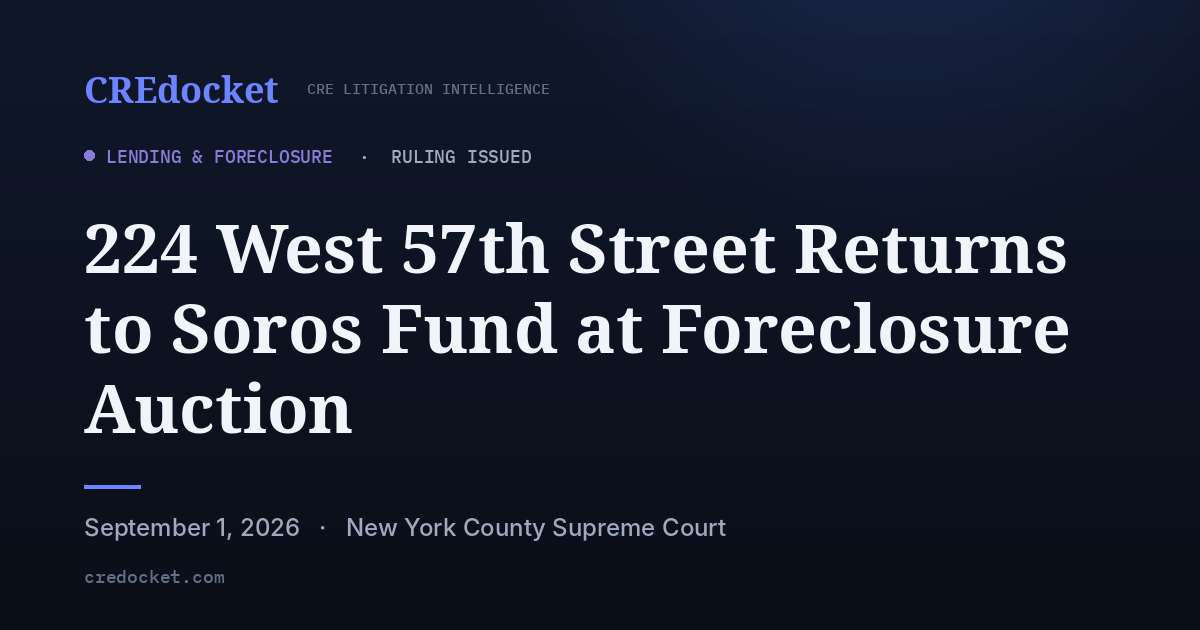 CREdocket CRE LITIGATION INTELLIGENCE
LENDING & FORECLOSURE · RULING ISSUED
224 West 57th Street Returns
to Soros Fund at Foreclosure
Auction
September 1, 2026 · New York County Supreme Court
credocket.com